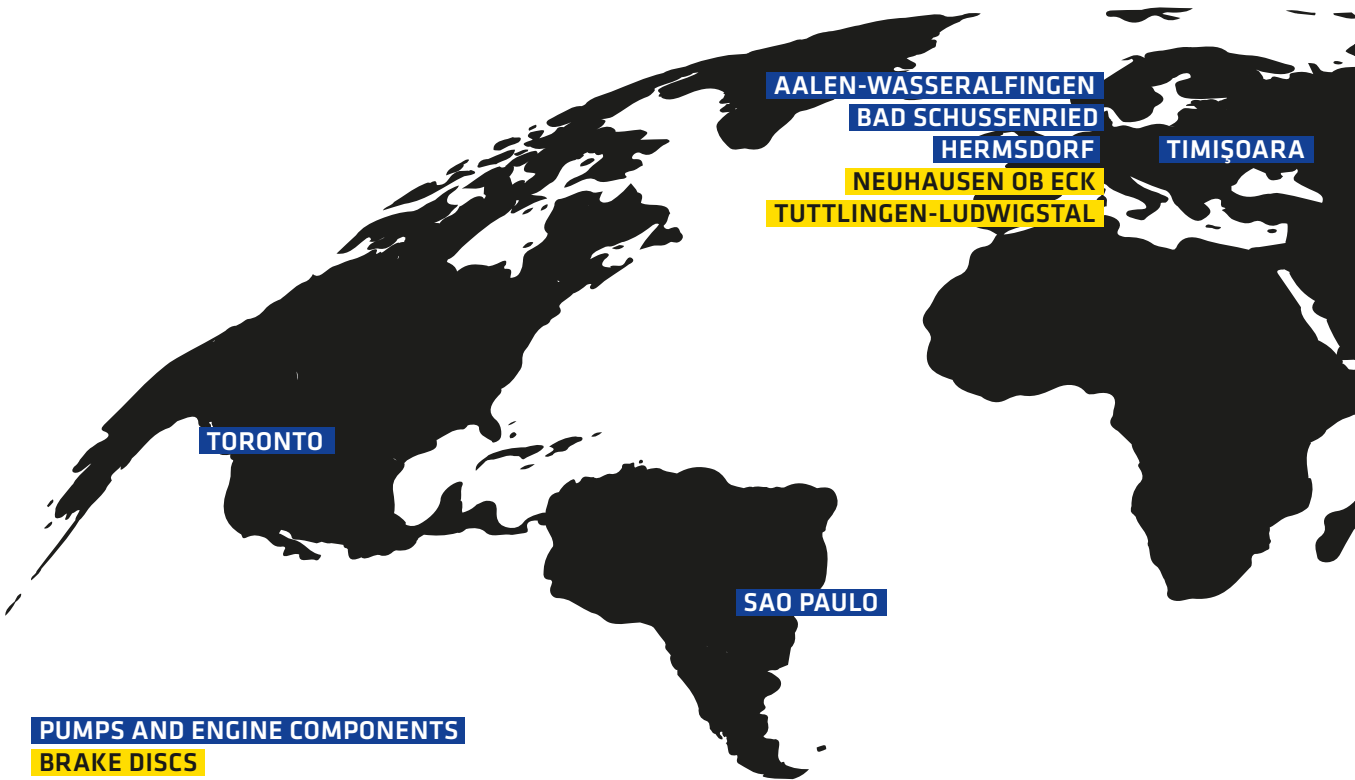 AALEN-WASSERALFINGEN
BAD SCHUSSENRIED
HERMSDORF
TIMIŞOARA
NEUHAUSEN OB ECK
TUTTLINGEN-LUDWIGSTAL
TORONTO
SAO PAULO
PUMPS AND ENGINE COMPONENTS
BRAKE DISCS